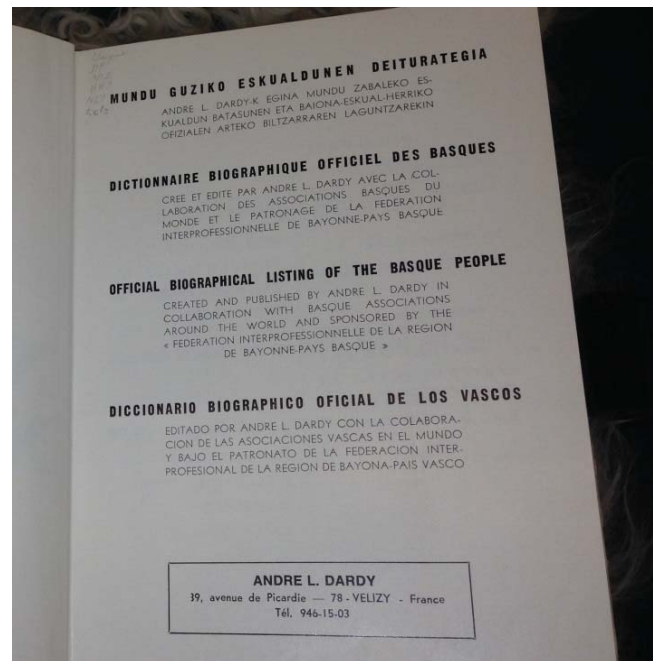 MUNDU GUZIKO ESKUALDUNEN DEITURATEGIA
ANDRE L. DARDY-K EGINA MUNDU ZABALEKO ES-
KUALDUN BATASUNEN ETA BAIONA-ESKUAL-HERRIKO
OFIZIALEN ARTEKO BILTZARRAREN LAGUNTZAREKIN
DICTIONNAIRE BIOGRAPHIQUE OFFICIEL DES BASQUES
CREE ET EDITE PAR ANDRE L. DARDY AVEC LA COL-
LABORATION DES ASSOCIATIONS BASQUES DU
MONDE ET LE PATRONAGE DE LA FEDERATION
INTERPROFESSIONNELLE DE BAYONNE-PAYS BASQUE
OFFICIAL BIOGRAPHICAL LISTING OF THE BASQUE PEOPLE
CREATED AND PUBLISHED BY ANDRE L. DARDY IN
COLLABORATION WITH BASQUE ASSOCIATIONS
AROUND THE WORLD AND SPONSORED BY THE
« FEDERATION INTERPROFESSIONNELLE DE LA REGION
DE BAYONNE-PAYS BASQUE »
DICCIONARIO BIOGRAPHICO OFICIAL DE LOS VASCOS
EDITADO POR ANDRE L. DARDY CON LA COLABORA-
CION DE LAS ASOCIACIONES VASCAS EN EL MUNDO
Y BAJO EL PATRONATO DE LA FEDERACION INTER-
PROFESIONAL DE LA REGION DE BAYONA-PAIS VASCO
ANDRE L. DARDY
39, avenue de Picardie — 78 - VELIZY - France
Tél. 946-15-03